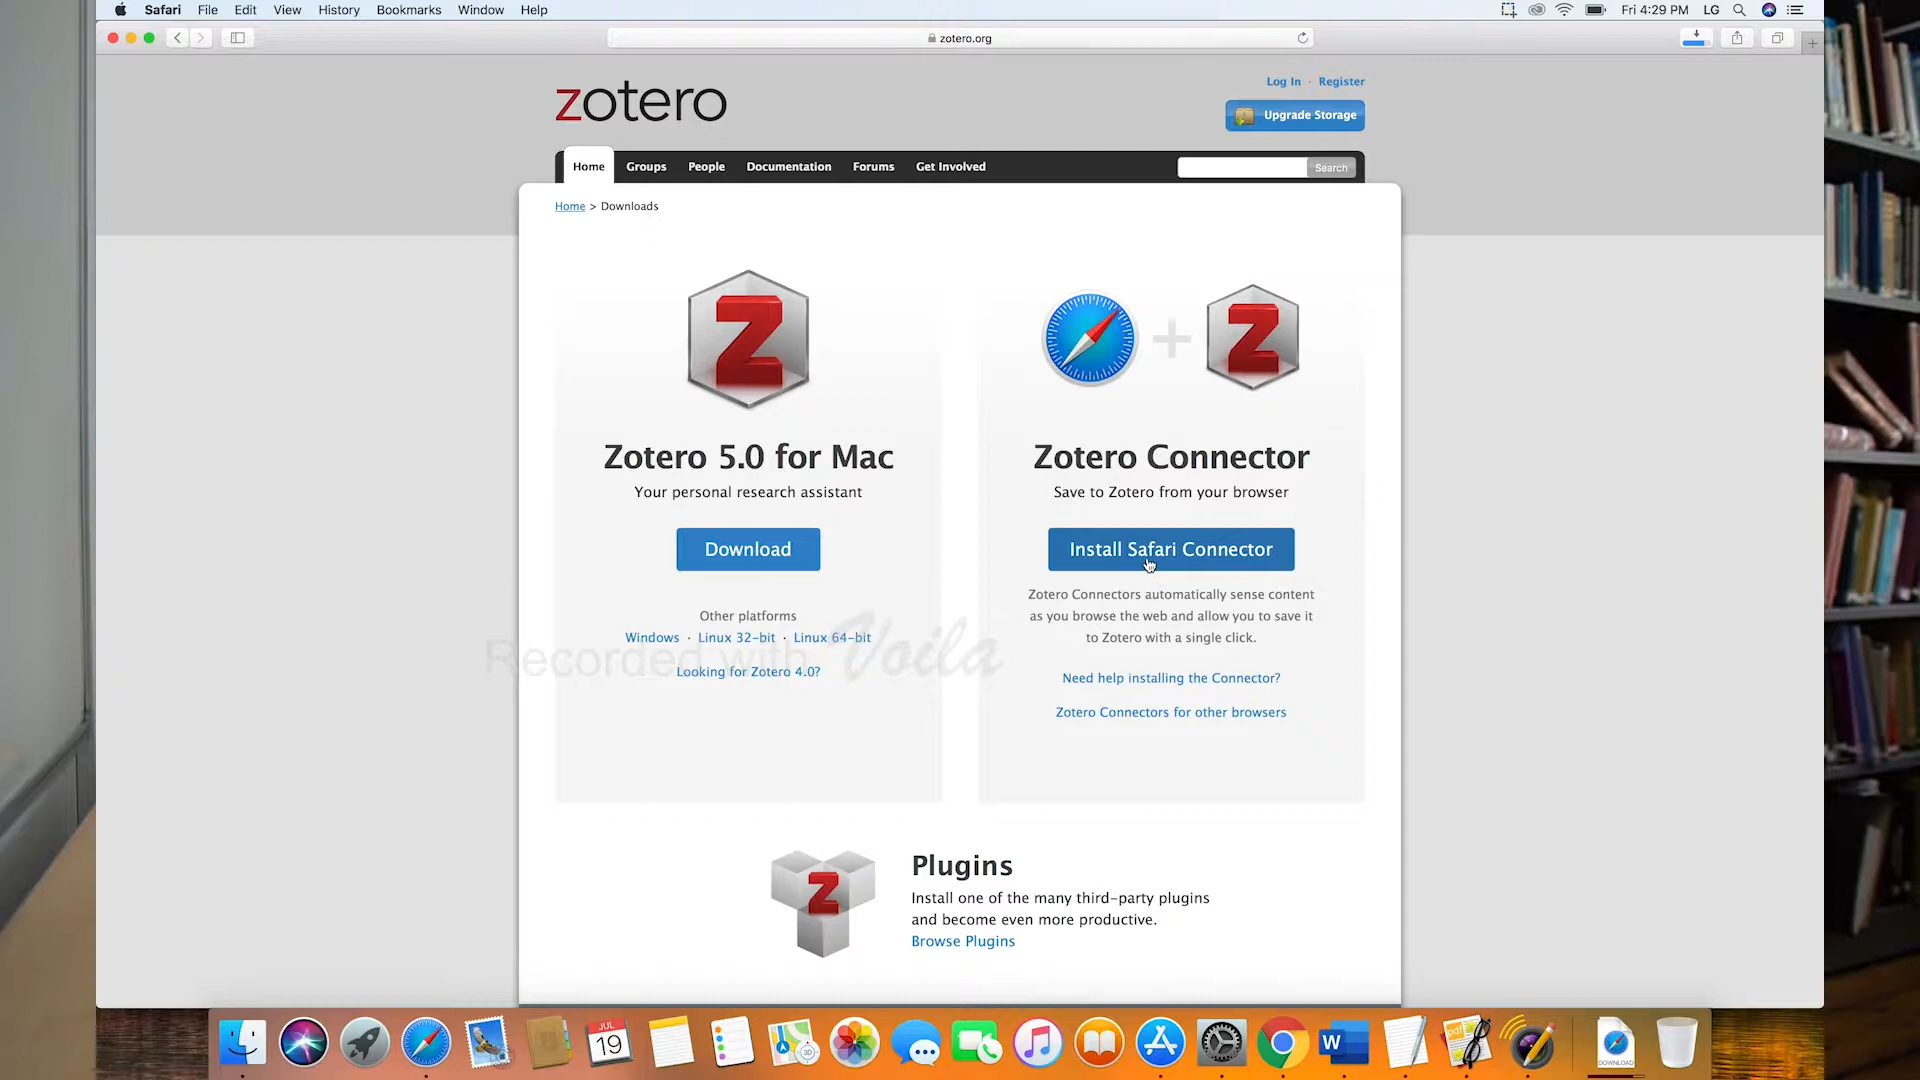 Safari File Edit View History Bookmarks Window Help Fri 4:29 PM LG
zotero.org
zotero
Log In · Register
Upgrade Storage
Home Groups People Documentation Forums Get Involved Search
Home > Downloads
Z Z
Zotero 5.0 for Mac
Your personal research assistant
Download
Other platforms
Windows · Linux 32-bit · Linux 64-bit
Looking for Zotero 4.0?
Zotero Connector
Save to Zotero from your browser
Install Safari Connector
Zotero Connectors automatically sense content
as you browse the web and allow you to save it
to Zotero with a single click.
Need help installing the Connector?
Zotero Connectors for other browsers
Recorded with Voila
Z
Plugins
Install one of the many third-party plugins
and become even more productive.
Browse Plugins
JUL
19
3D
W
pdf
DOWNLOAD